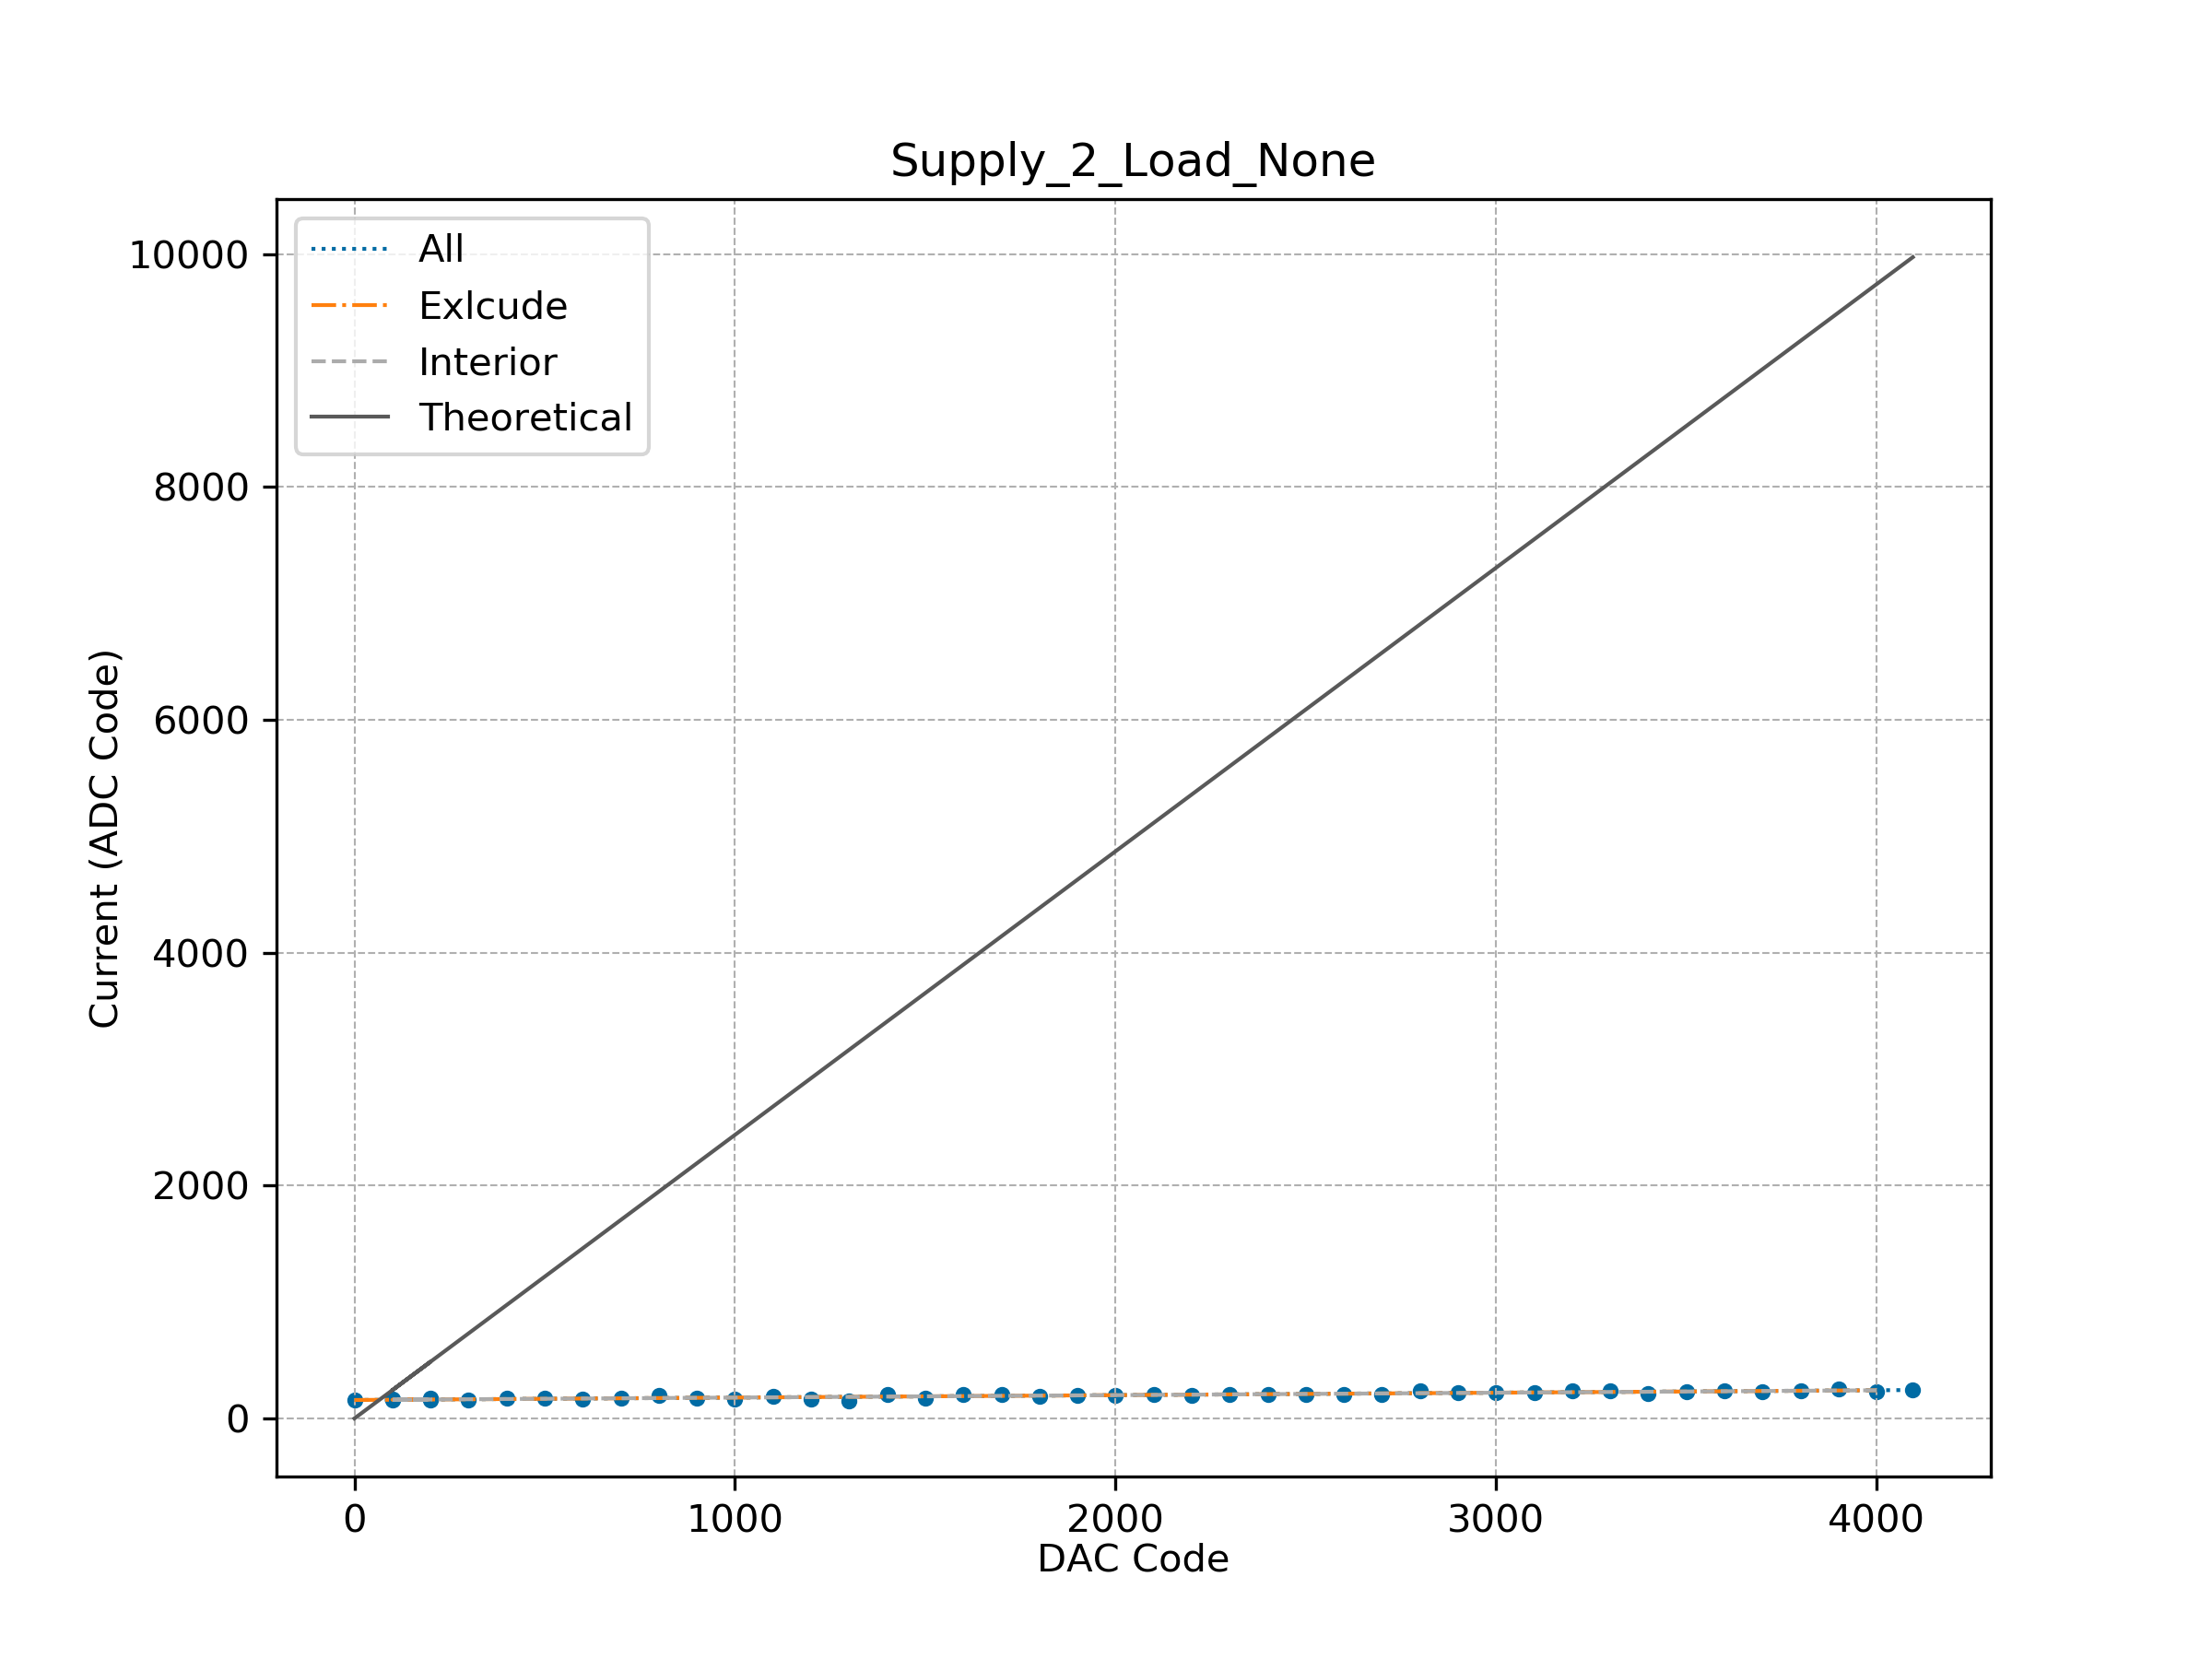 Supply_2_Load_None
All
Exlcude
Interior
Theoretical
10000
8000
6000
4000
2000
0
Current (ADC Code)
0 1000 2000 3000 4000
DAC Code